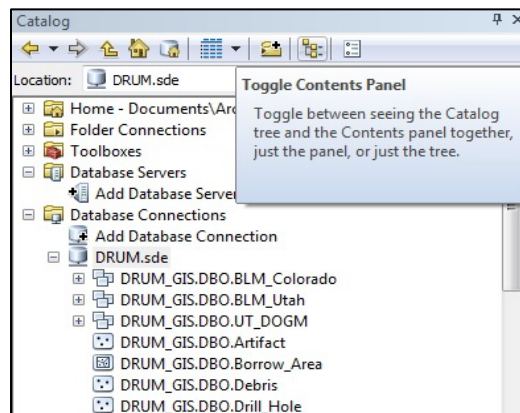 Catalog
Location: DRUM.sde
Toggle Contents Panel
Toggle between seeing the Catalog
tree and the Contents panel together,
just the panel, or just the tree.
Home - Documents\Arc
Folder Connections
Toolboxes
Database Servers
Add Database Server
Database Connections
Add Database Connection
DRUM.sde
DRUM_GIS.DBO.BLM_Colorado
DRUM_GIS.DBO.BLM_Utah
DRUM_GIS.DBO.UT_DOGM
DRUM_GIS.DBO.Artifact
DRUM_GIS.DBO.Borrow_Area
DRUM_GIS.DBO.Debris
DRUM_GIS.DBO.Drill_Hole